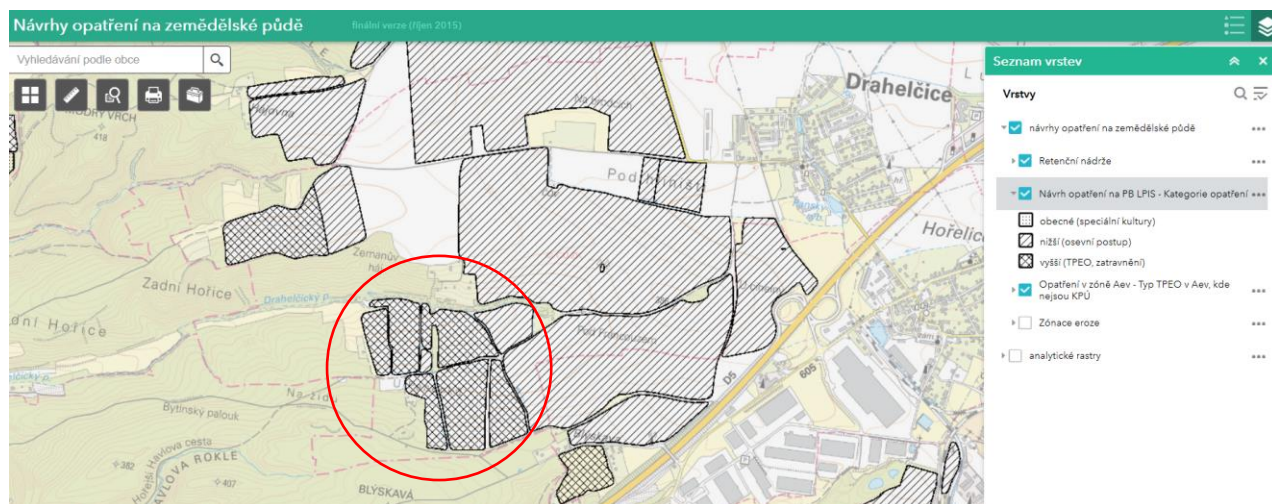 Návrhy opatření na zemědělské půdě
finální verze (říjen 2015)
Vyhledávání podle obce
Seznam vrstev
Vrstvy
návrhy opatření na zemědělské půdě
Retenční nádrže
Návrh opatření na PB LPIS - Kategorie opatření
obecné (speciální kultury)
nižší (osevní postup)
vyšší (TPEO, zatravnění)
Opatření v zóně Aev - Typ TPEO v Aev, kde
nejsou KPÚ
Zónace eroze
analytické rastry
MODRÝ VRCH
418
Drahelčice
Hořelice
Zemanův
Zadní Hořice
Drahelčický p.
Pod Francouzem
Na židu
Bytinský palouk
Havlova cesta
382
HAVLOVA ROKLE
407
BLÝSKAVÁ
D5
605